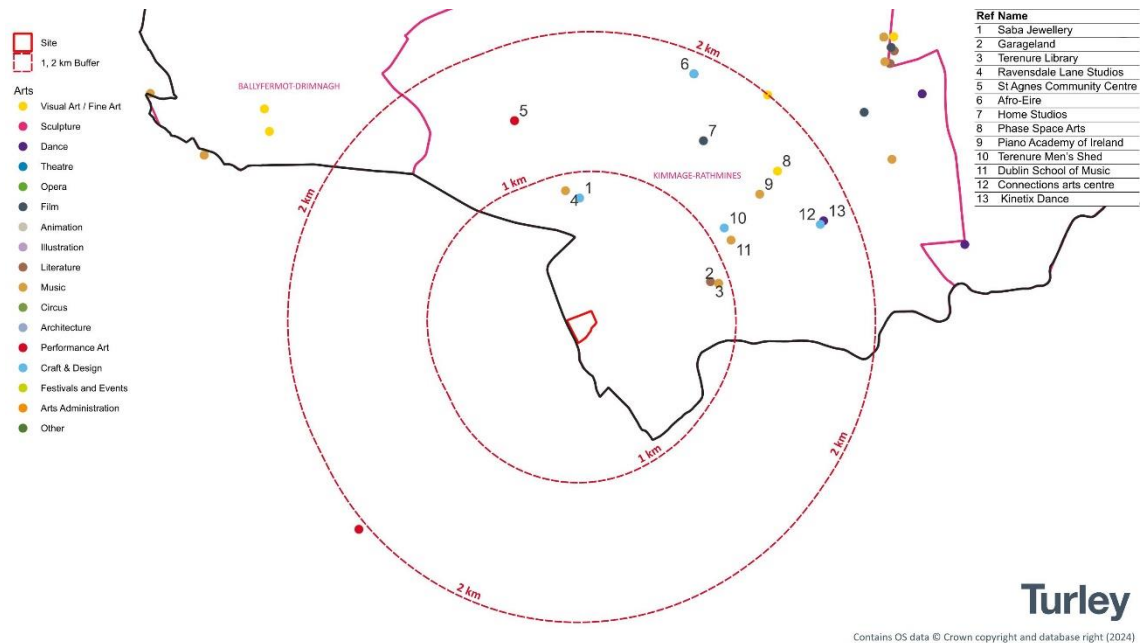 Site
1, 2 km Buffer
Arts
Visual Art / Fine Art
Sculpture
Dance
Theatre
Opera
Film
Animation
Illustration
Literature
Music
Circus
Architecture
Performance Art
Craft & Design
Festivals and Events
Arts Administration
Other
BALLYFERMOT-DRIMNAGH
KIMMAGE-RATHMINES
2 km
2 km
2 km
2 km
1 km
1 km
6
5
7
8
1
4
9
10
12
13
11
2
3
Ref Name
1 Saba Jewellery
2 Garageland
3 Terenure Library
4 Ravensdale Lane Studios
5 St Agnes Community Centre
6 Afro-Eire
7 Home Studios
8 Phase Space Arts
9 Piano Academy of Ireland
10 Terenure Men's Shed
11 Dublin School of Music
12 Connections arts centre
13 Kinetix Dance
Turley
Contains OS data © Crown copyright and database right (2024)